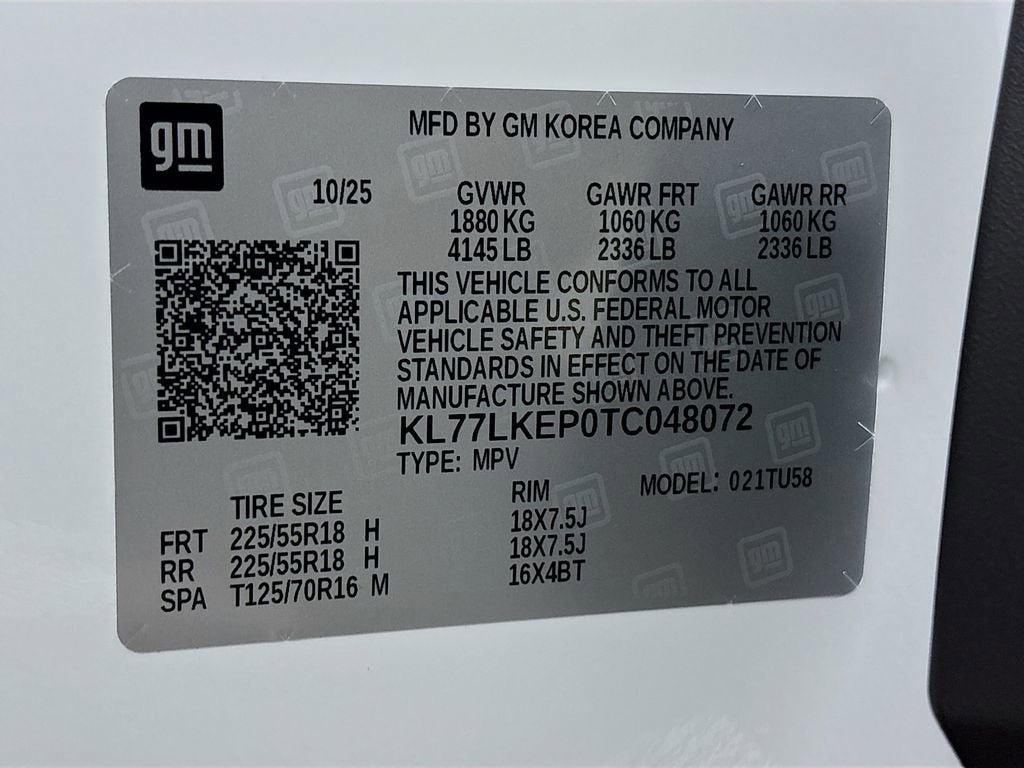 gm
MFD BY GM KOREA COMPANY
10/25 GVWR GAWR FRT GAWR RR
1880 KG 1060 KG 1060 KG
4145 LB 2336 LB 2336 LB
THIS VEHICLE CONFORMS TO ALL
APPLICABLE U.S. FEDERAL MOTOR
VEHICLE SAFETY AND THEFT PREVENTION
STANDARDS IN EFFECT ON THE DATE OF
MANUFACTURE SHOWN ABOVE.
KL77LKEP0TC048072
TYPE: MPV MODEL: 021TU58
TIRE SIZE RIM
FRT 225/55R18 H 18X7.5J
RR 225/55R18 H 18X7.5J
SPA T125/70R16 M 16X4BT